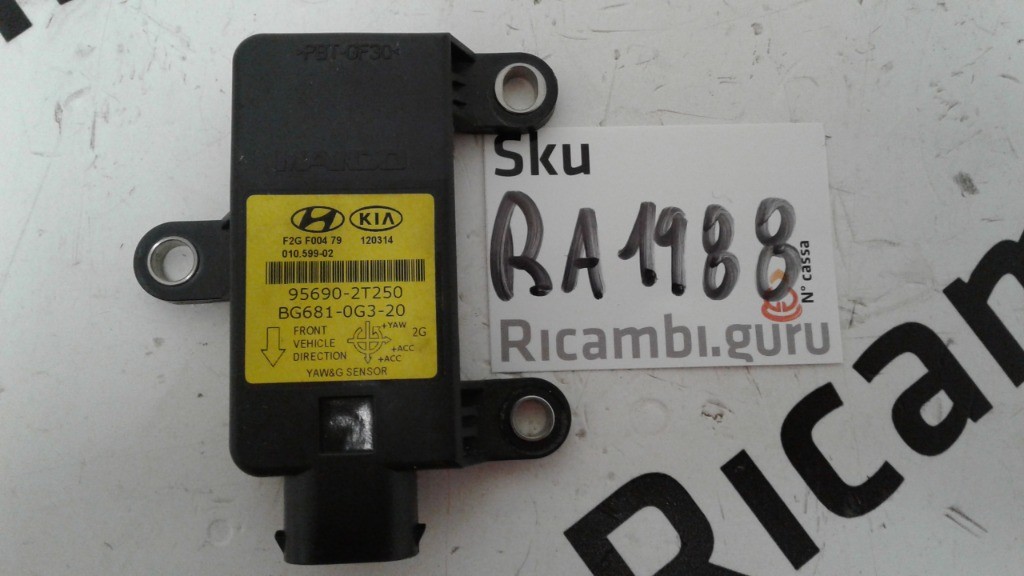 >PBT-GF30<
MANDO
HYUNDAI KIA
F2G F004 79 120314
010.599-02
95690-2T250
BG681-0G3-20
FRONT
VEHICLE
DIRECTION
+YAW 2G
+ACC
+ACC
YAW&G SENSOR
Sku
RA1988
N° cassa
Ricambi.guru
Ricam